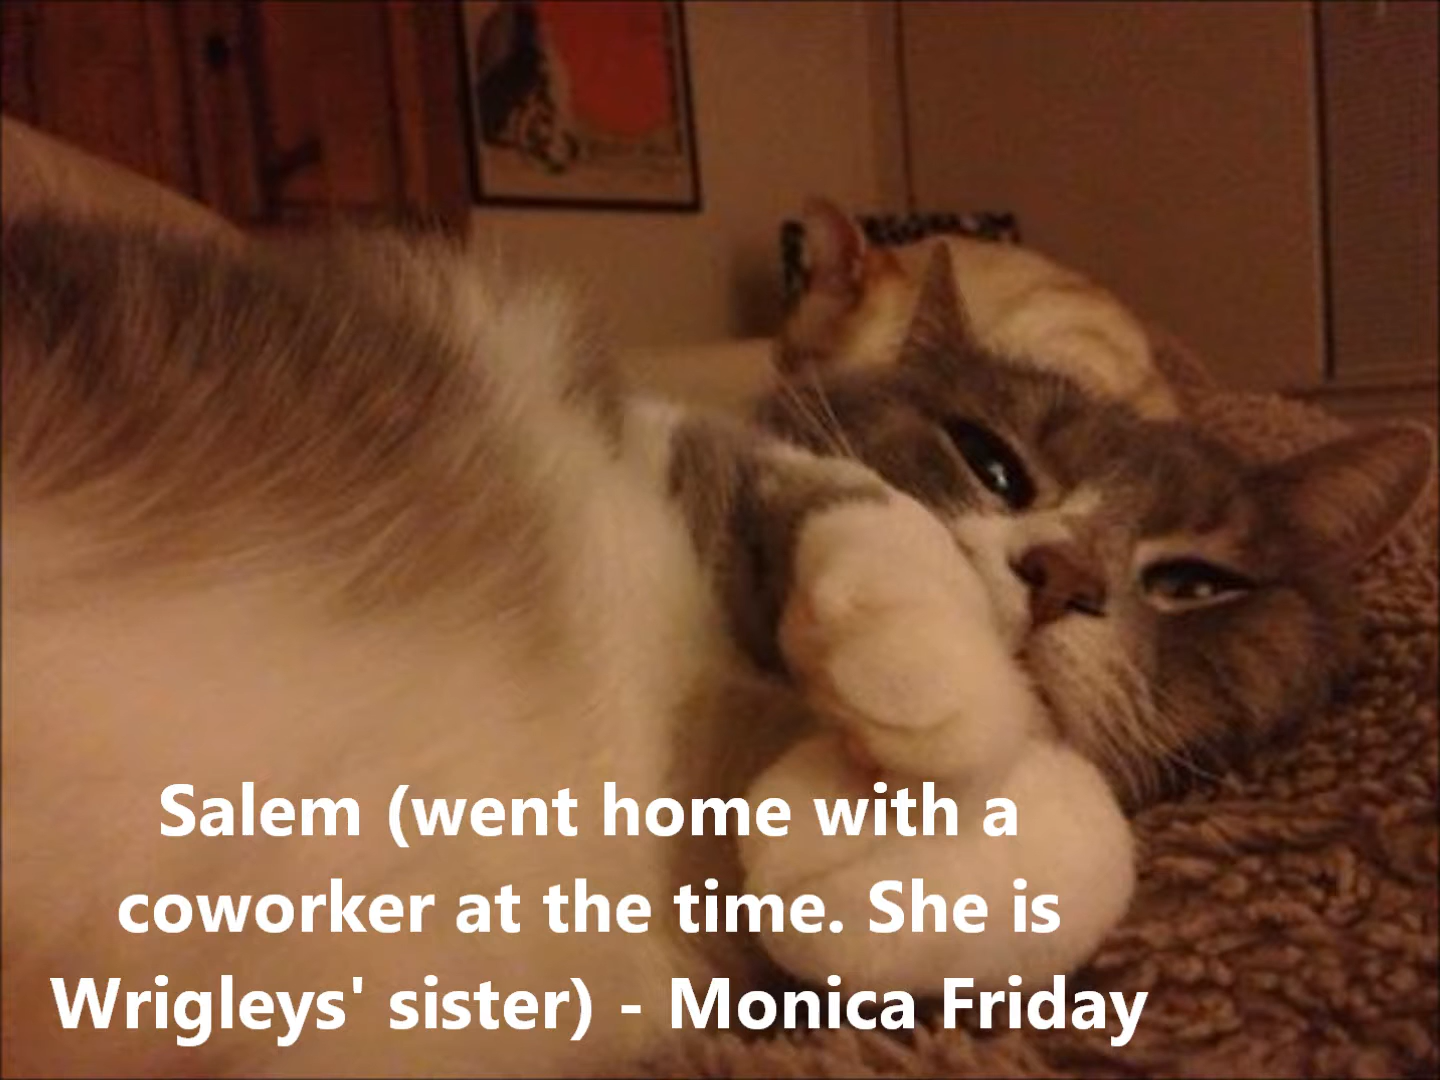 Salem (went home with a
coworker at the time. She is
Wrigleys' sister) - Monica Friday